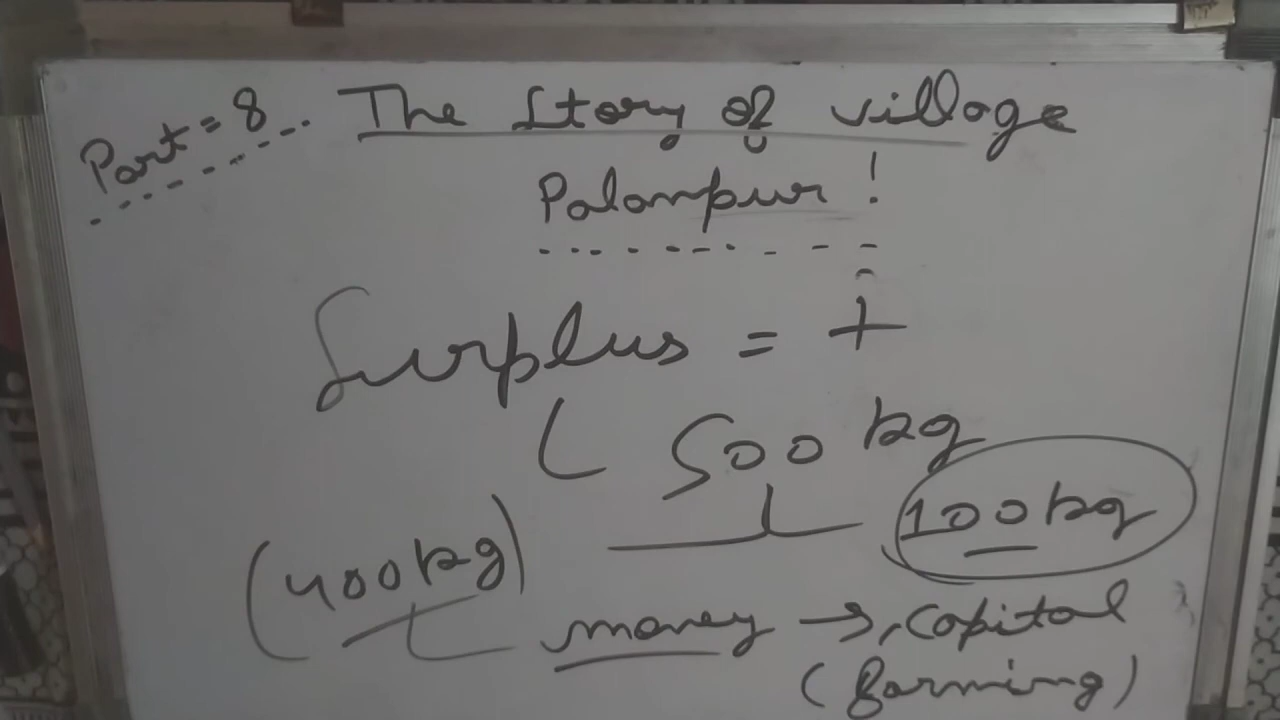 Part = 8 The Story of village
Palampur !
Surplus = +
500 kg
100 kg
(400 kg)
money → Capital
(farming)